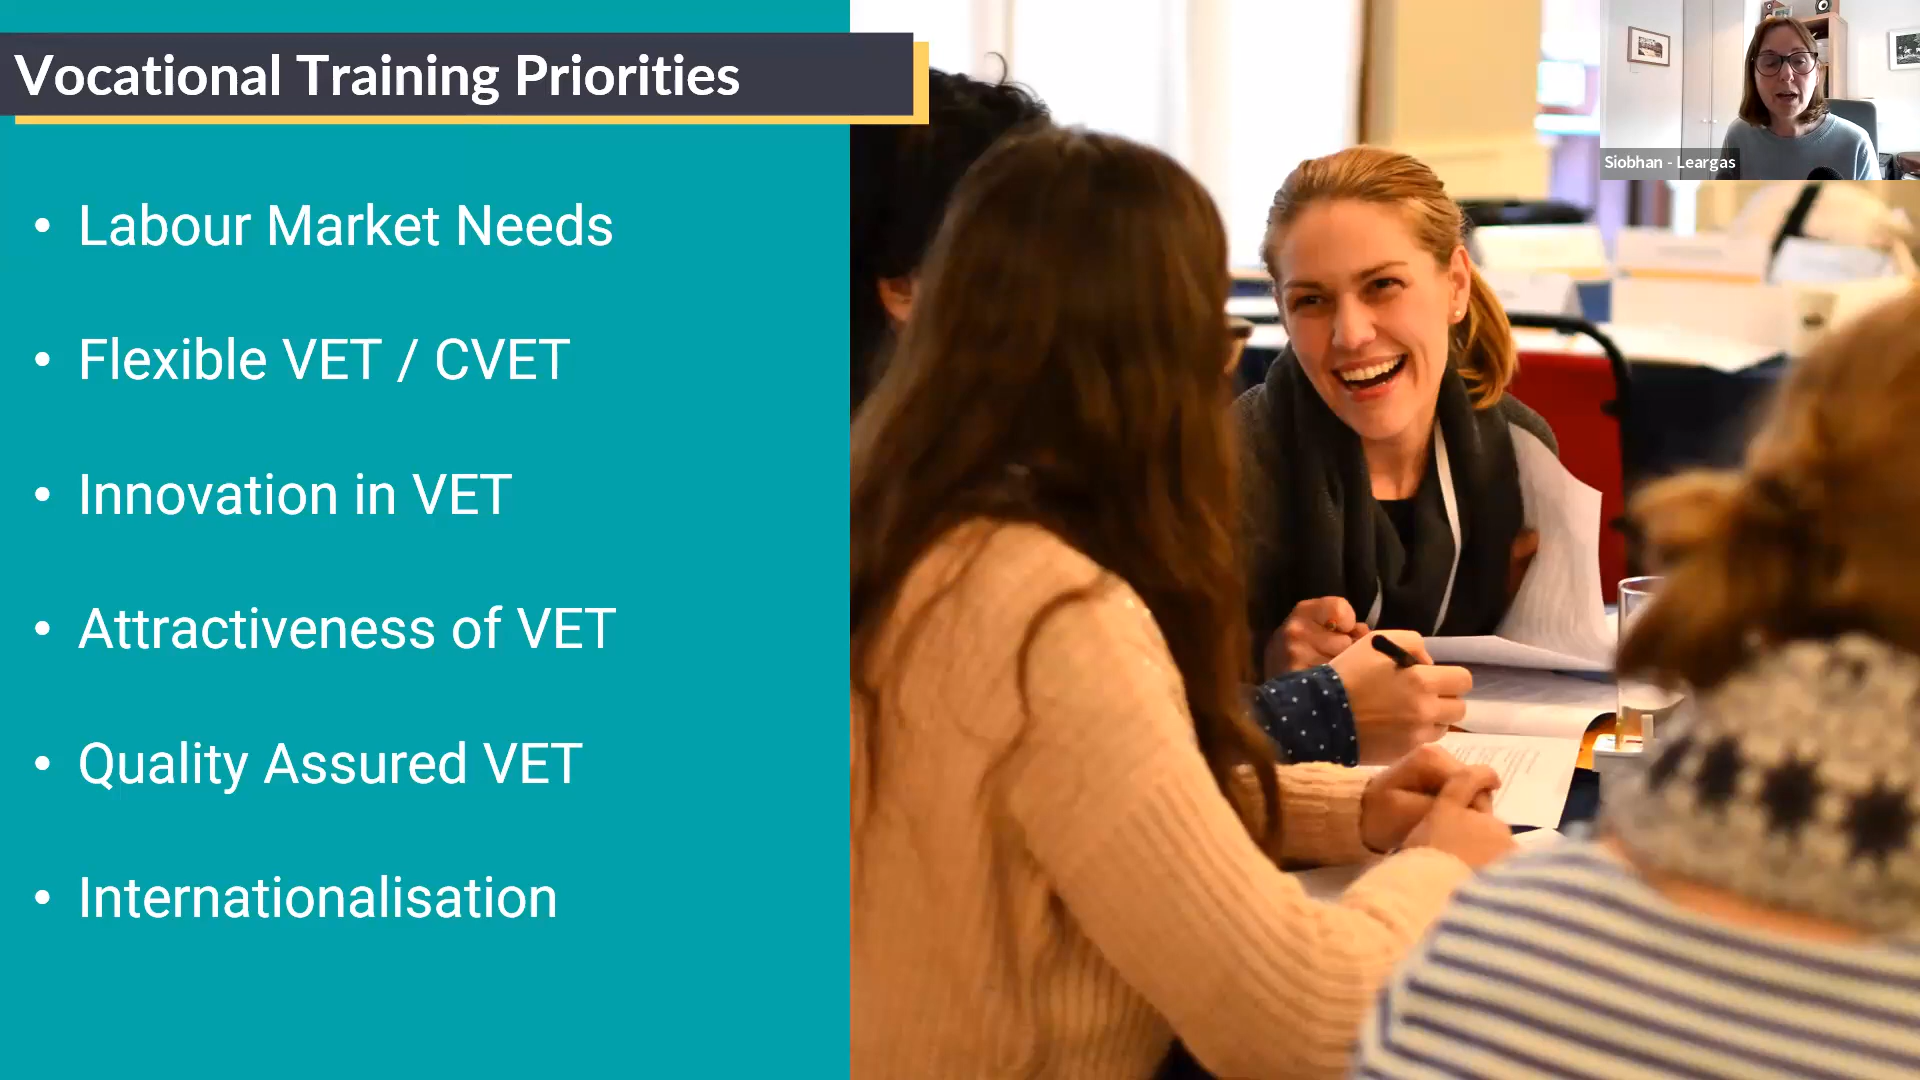 Vocational Training Priorities
Siobhan - Leargas
• Labour Market Needs
• Flexible VET / CVET
• Innovation in VET
• Attractiveness of VET
• Quality Assured VET
• Internationalisation